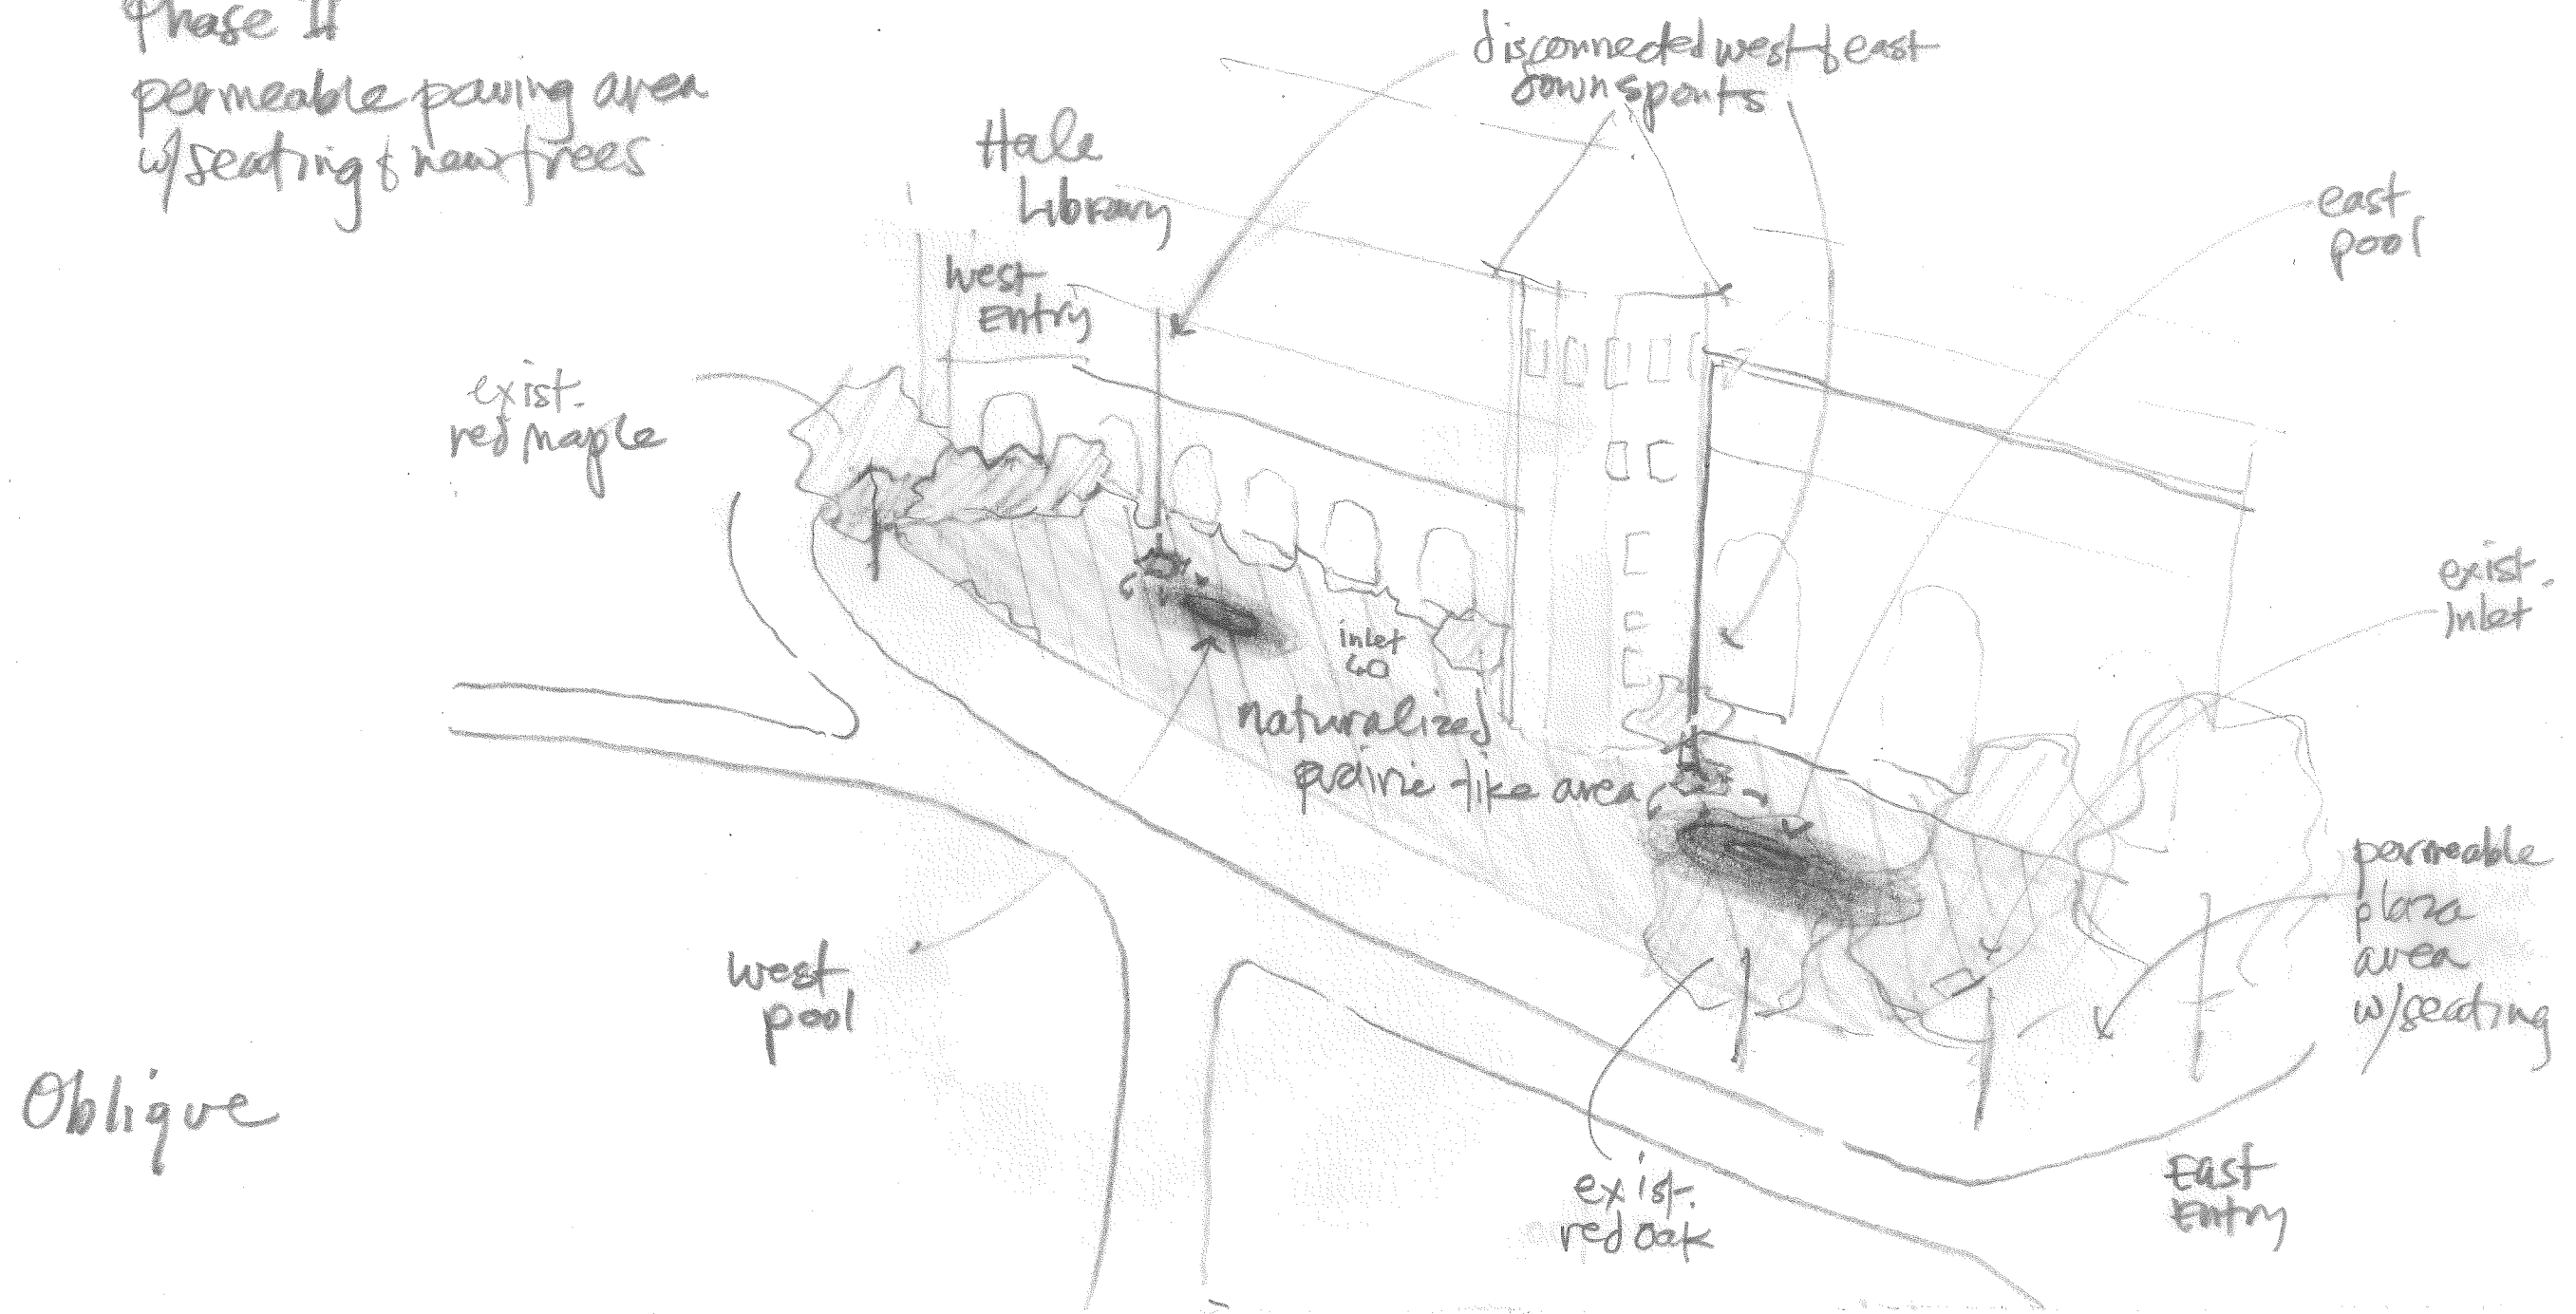 Phase II
permeable paving area
w/seating & new trees
disconnected west & east
downspouts
Hale
Library
West
Entry
east
pool
exist.
red maple
exist.
inlet
inlet
naturalized
prairie-like area
permeable
plaza
area
w/seating
west
pool
Oblique
exist.
red oak
East
Entry